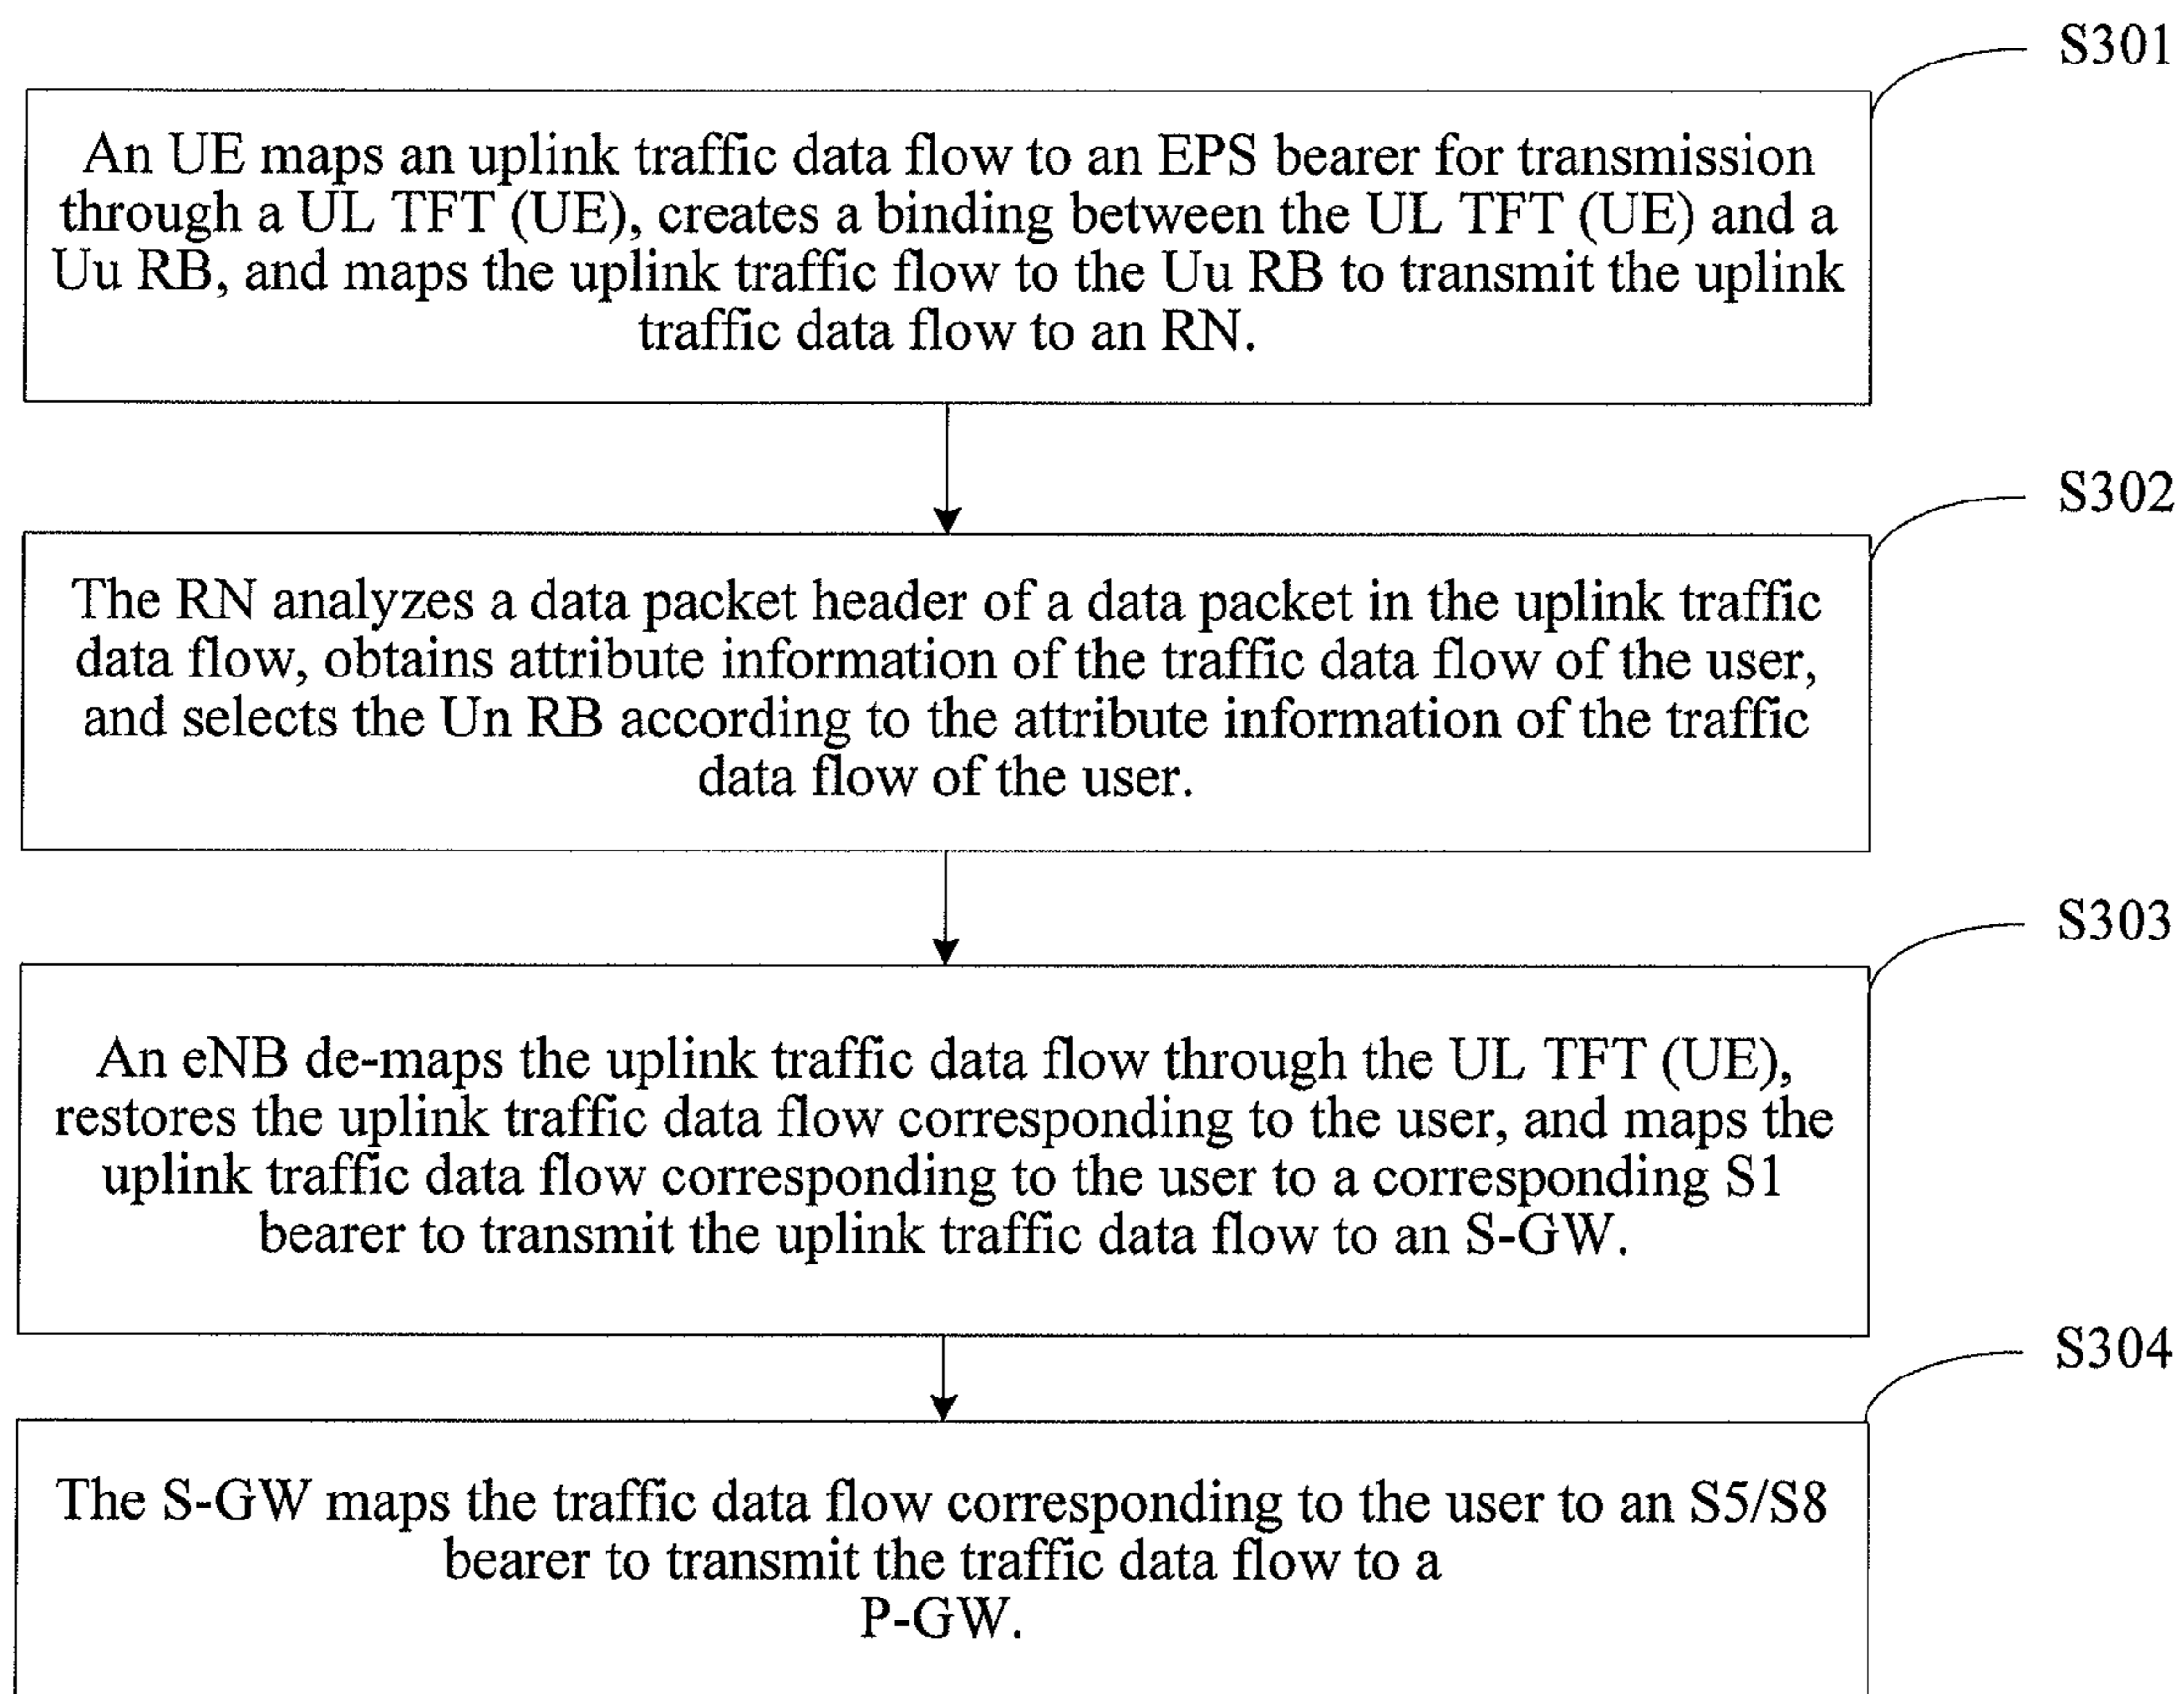 S301
An UE maps an uplink traffic data flow to an EPS bearer for transmission
through a UL TFT (UE), creates a binding between the UL TFT (UE) and a
Uu RB, and maps the uplink traffic flow to the Uu RB to transmit the uplink
traffic data flow to an RN.
S302
The RN analyzes a data packet header of a data packet in the uplink traffic
data flow, obtains attribute information of the traffic data flow of the user,
and selects the Un RB according to the attribute information of the traffic
data flow of the user.
S303
An eNB de-maps the uplink traffic data flow through the UL TFT (UE),
restores the uplink traffic data flow corresponding to the user, and maps the
uplink traffic data flow corresponding to the user to a corresponding S1
bearer to transmit the uplink traffic data flow to an S-GW.
S304
The S-GW maps the traffic data flow corresponding to the user to an S5/S8
bearer to transmit the traffic data flow to a
P-GW.